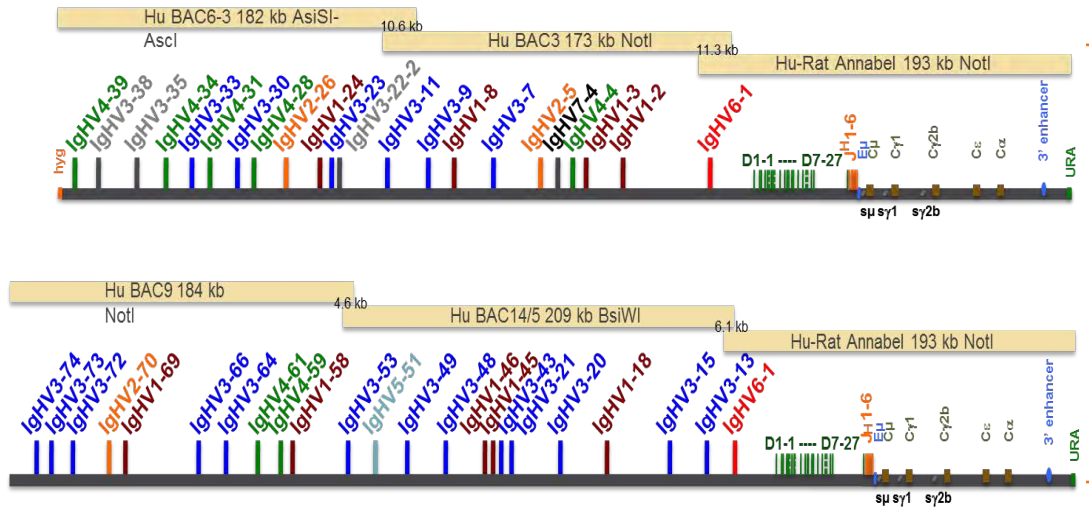 Hu BAC6-3 182 kb AsiSI-
AscI
10.6 kb
Hu BAC3 173 kb NotI
11.3 kb
Hu-Rat Annabel 193 kb NotI
hyg
IgHV4-39
IgHV3-38
IgHV3-35
IgHV4-34
IgHV3-33
IgHV4-31
IgHV3-30
IgHV4-28
IgHV2-26
IgHV1-24
IgHV3-23
IgHV3-22-2
IgHV3-11
IgHV3-9
IgHV1-8
IgHV3-7
IgHV2-5
IgHV7-4
IgHV4-4
IgHV1-3
IgHV1-2
IgHV6-1
D1-1 ---- D7-27
JH1-6
Eµ
Cµ
Cγ1
Cγ2b
Cε
Cα
3' enhancer
URA
sµ sγ1 sγ2b
Hu BAC9 184 kb
NotI
4.6 kb
Hu BAC14/5 209 kb BsiWI
6.1 kb
Hu-Rat Annabel 193 kb NotI
IgHV3-74
IgHV3-73
IgHV3-72
IgHV2-70
IgHV1-69
IgHV3-66
IgHV3-64
IgHV4-61
IgHV4-59
IgHV1-58
IgHV3-53
IgHV5-51
IgHV3-49
IgHV3-48
IgHV1-46
IgHV1-45
IgHV3-43
IgHV3-21
IgHV3-20
IgHV1-18
IgHV3-15
IgHV3-13
IgHV6-1
D1-1 ---- D7-27
JH1-6
Eµ
Cµ
Cγ1
Cγ2b
Cε
Cα
3' enhancer
URA
sµ sγ1 sγ2b